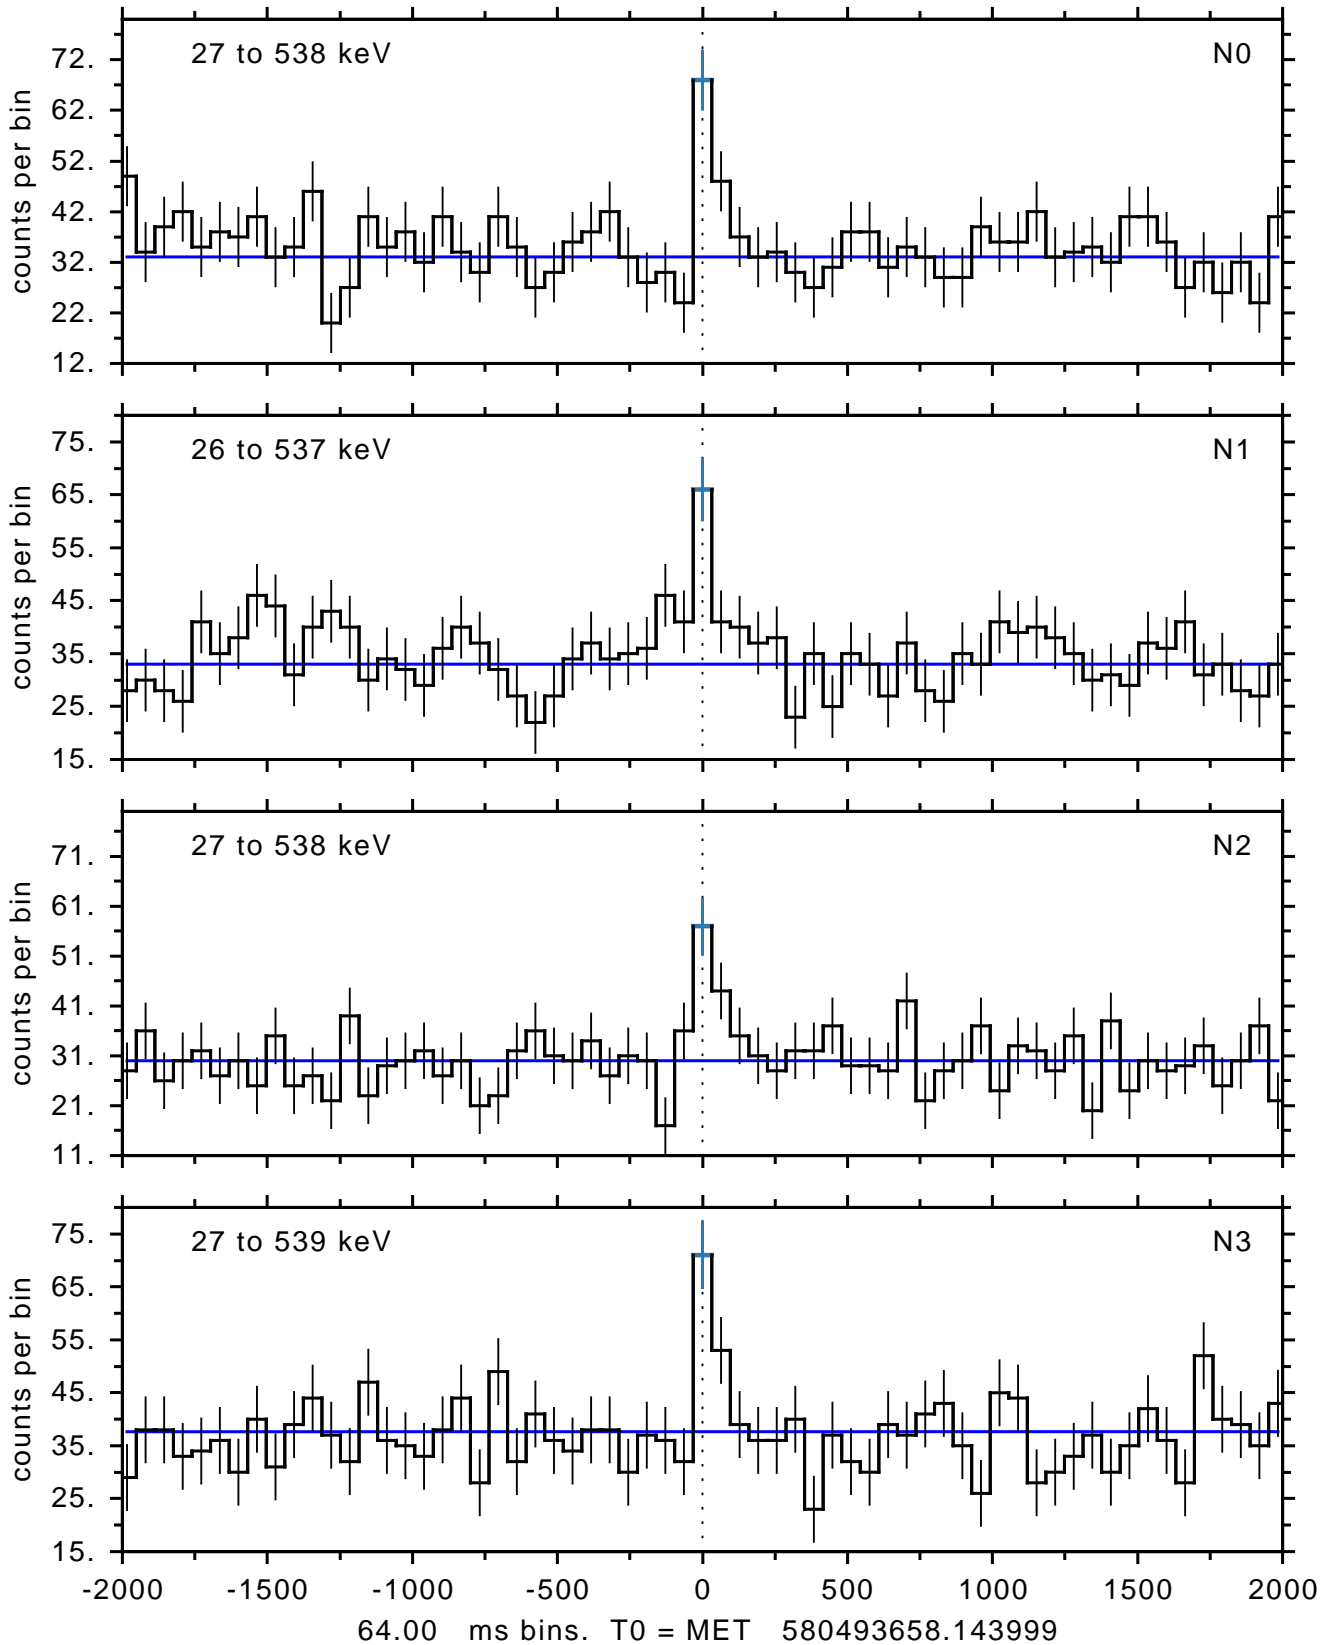 27 to 538 keV
N0
counts per bin
72.
62.
52.
42.
32.
22.
12.
26 to 537 keV
N1
counts per bin
75.
65.
55.
45.
35.
25.
15.
27 to 538 keV
N2
counts per bin
71.
61.
51.
41.
31.
21.
11.
27 to 539 keV
N3
counts per bin
75.
65.
55.
45.
35.
25.
15.
-2000 -1500 -1000 -500 0 500 1000 1500 2000
64.00 ms bins. T0 = MET 580493658.143999